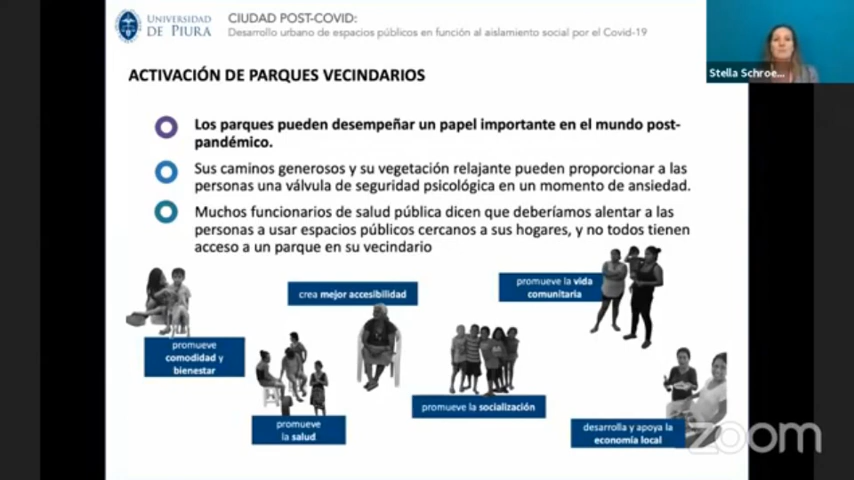 UNIVERSIDAD
DE PIURA
CIUDAD POST-COVID:
Desarrollo urbano de espacios públicos en función al aislamiento social por el Covid-19
Stella Schroe...
ACTIVACIÓN DE PARQUES VECINDARIOS
Los parques pueden desempeñar un papel importante en el mundo post-
pandémico.
Sus caminos generosos y su vegetación relajante pueden proporcionar a las
personas una válvula de seguridad psicológica en un momento de ansiedad.
Muchos funcionarios de salud pública dicen que deberíamos alentar a las
personas a usar espacios públicos cercanos a sus hogares, y no todos tienen
acceso a un parque en su vecindario
promueve la vida
comunitaria
crea mejor accesibilidad
promueve
comodidad y
bienestar
promueve la socialización
promueve
la salud
desarrolla y apoya la
economía local
zoom